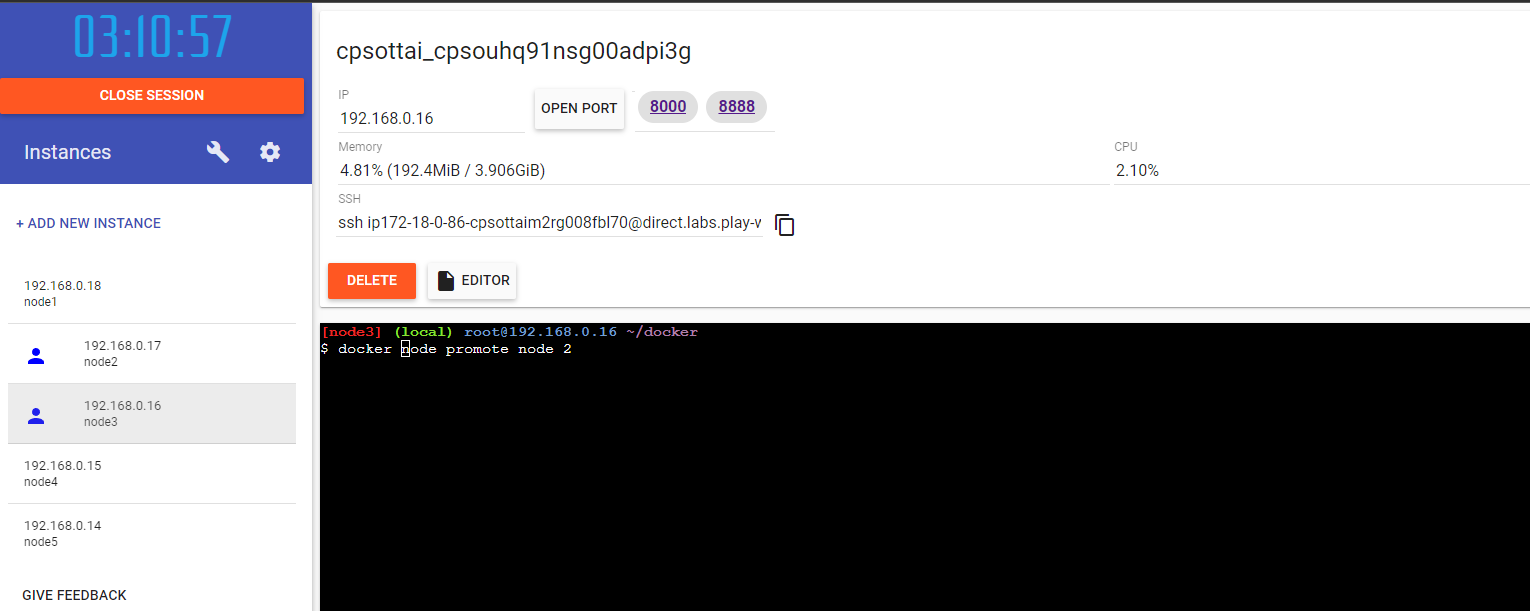 03:10:57
CLOSE SESSION
Instances
+ ADD NEW INSTANCE
192.168.0.18
node1
192.168.0.17
node2
192.168.0.16
node3
192.168.0.15
node4
192.168.0.14
node5
GIVE FEEDBACK
cpsottai_cpsouhq91nsg00adpi3g
IP
192.168.0.16
OPEN PORT
8000
8888
Memory
4.81% (192.4MiB / 3.906GiB)
CPU
2.10%
SSH
ssh ip172-18-0-86-cpsottaim2rg008fbl70@direct.labs.play-w
DELETE
EDITOR
[node3] (local) root@192.168.0.16 ~/docker
$ docker node promote node 2